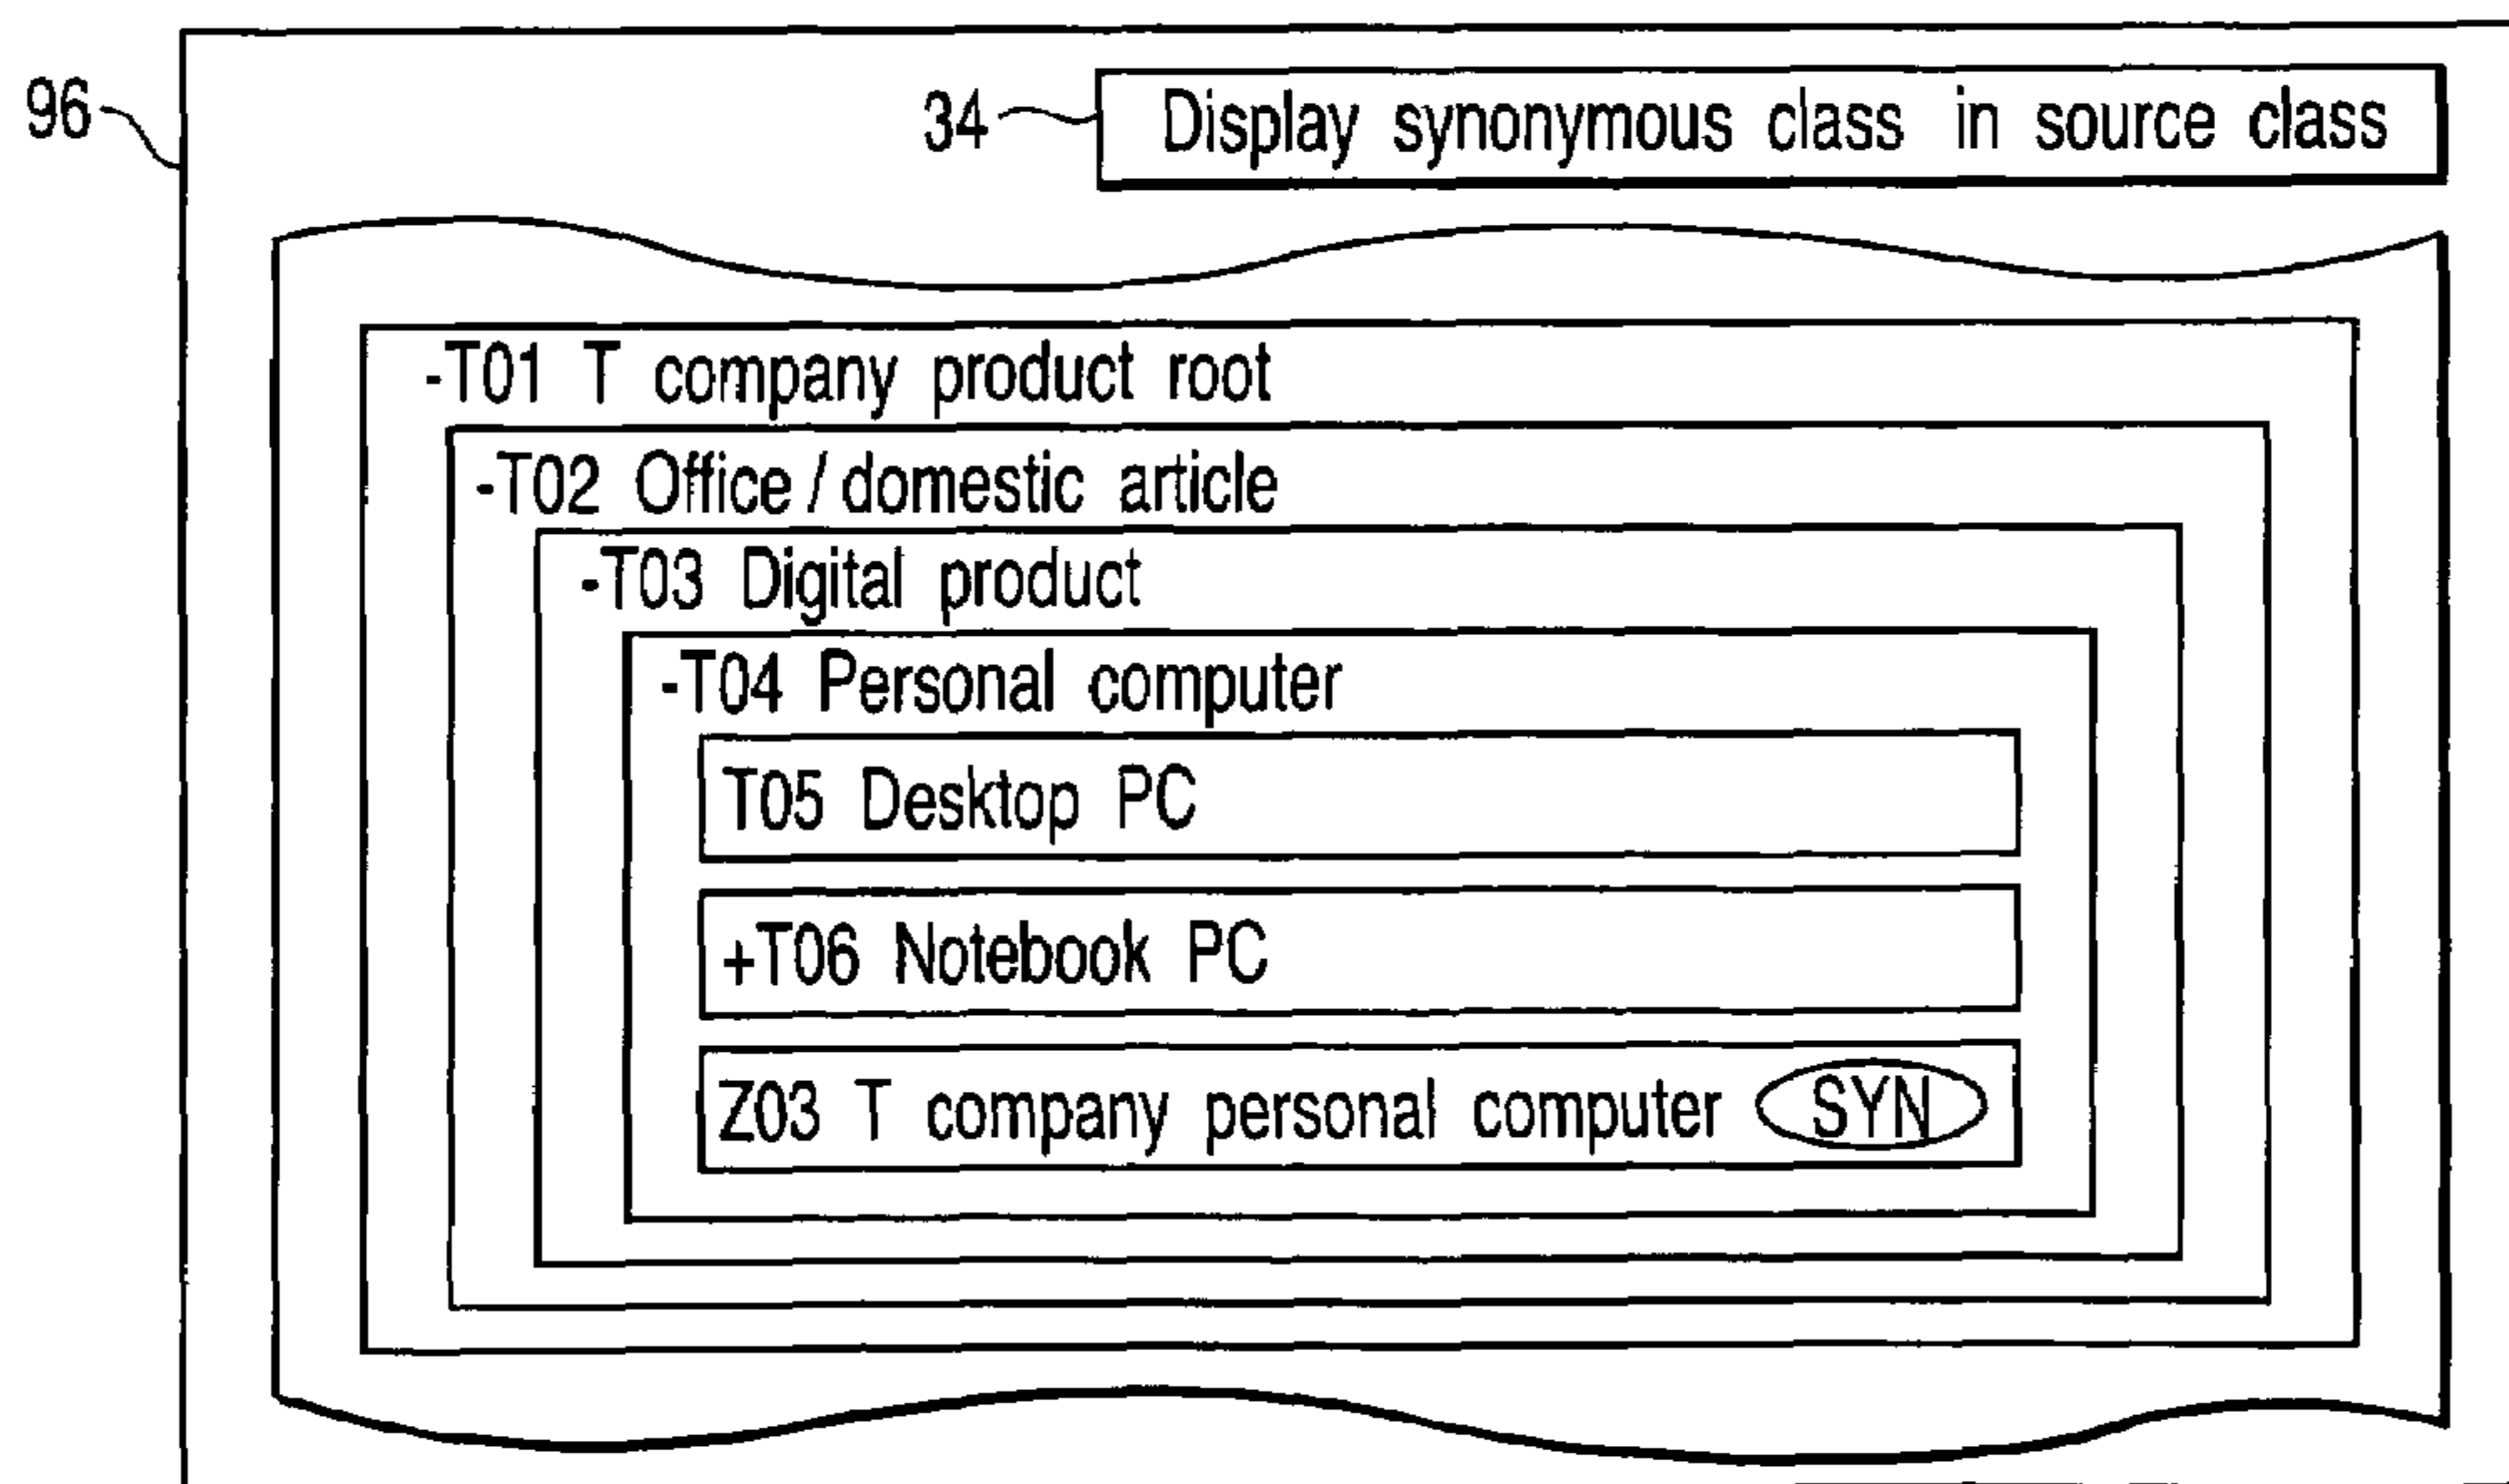 96
34 Display synonymous class in source class
-T01 T company product root
-T02 Office / domestic article
-T03 Digital product
-T04 Personal computer
T05 Desktop PC
+T06 Notebook PC
Z03 T company personal computer SYN